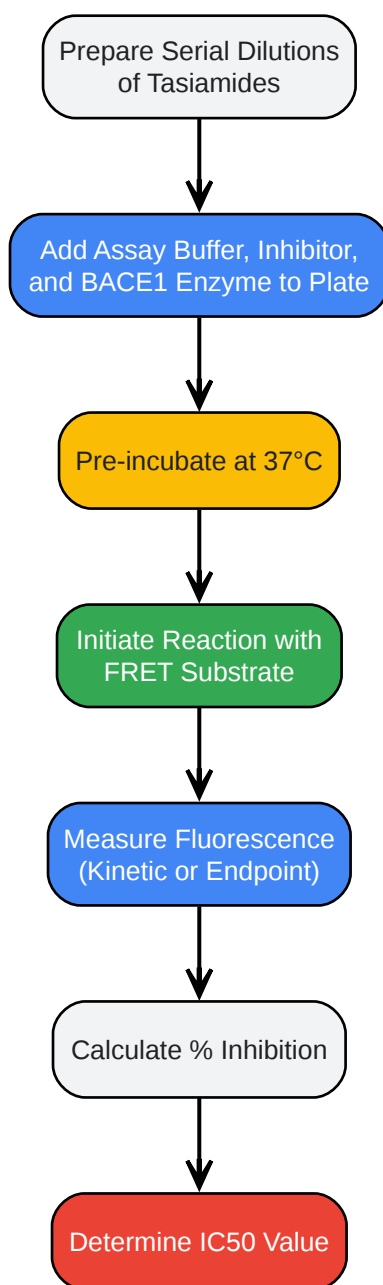 Prepare Serial Dilutions
of Tasiamides
Add Assay Buffer, Inhibitor,
and BACE1 Enzyme to Plate
Pre-incubate at 37°C
Initiate Reaction with
FRET Substrate
Measure Fluorescence
(Kinetic or Endpoint)
Calculate % Inhibition
Determine IC50 Value